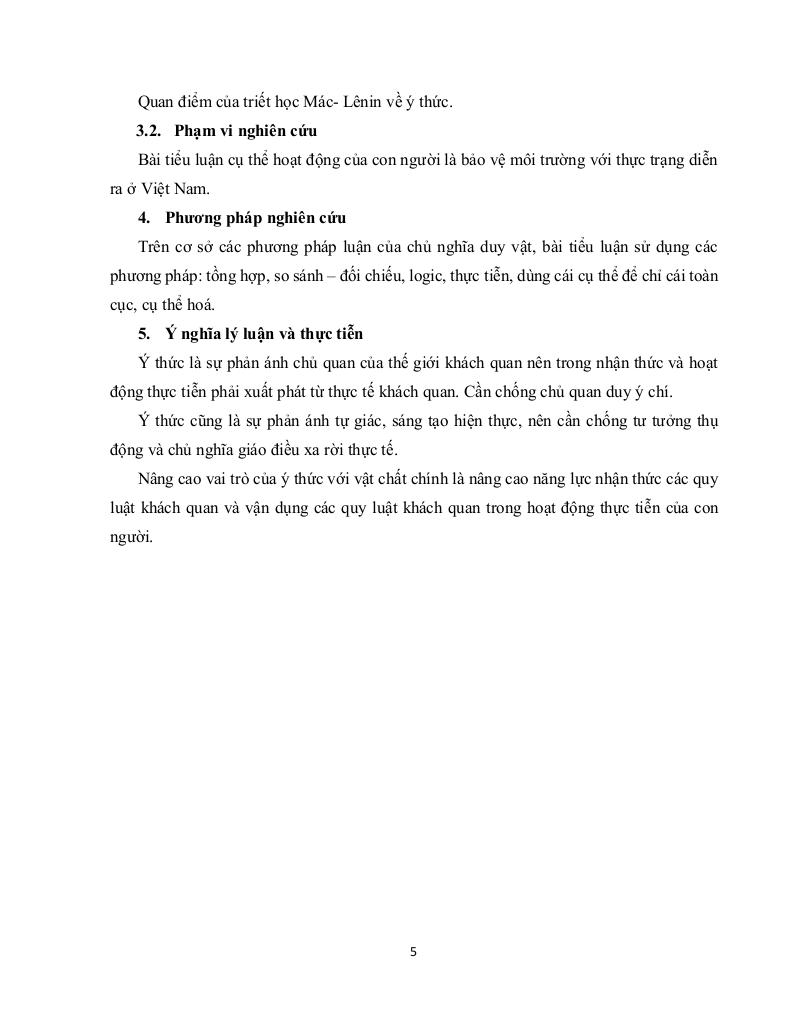 Quan điểm của triết học Mác- Lênin về ý thức.
3.2. Phạm vi nghiên cứu
Bài tiểu luận cụ thể hoạt động của con người là bảo vệ môi trường với thực trạng diễn
ra ở Việt Nam.
4. Phương pháp nghiên cứu
Trên cơ sở các phương pháp luận của chủ nghĩa duy vật, bài tiểu luận sử dụng các
phương pháp: tổng hợp, so sánh – đối chiếu, logic, thực tiễn, dùng cái cụ thể để chỉ cái toàn
cục, cụ thể hoá.
5. Ý nghĩa lý luận và thực tiễn
Ý thức là sự phản ánh chủ quan của thế giới khách quan nên trong nhận thức và hoạt
động thực tiễn phải xuất phát từ thực tế khách quan. Cần chống chủ quan duy ý chí.
Ý thức cũng là sự phản ánh tự giác, sáng tạo hiện thực, nên cần chống tư tưởng thụ
động và chủ nghĩa giáo điều xa rời thực tế.
Nâng cao vai trò của ý thức với vật chất chính là nâng cao năng lực nhận thức các quy
luật khách quan và vận dụng các quy luật khách quan trong hoạt động thực tiễn của con
người.
5